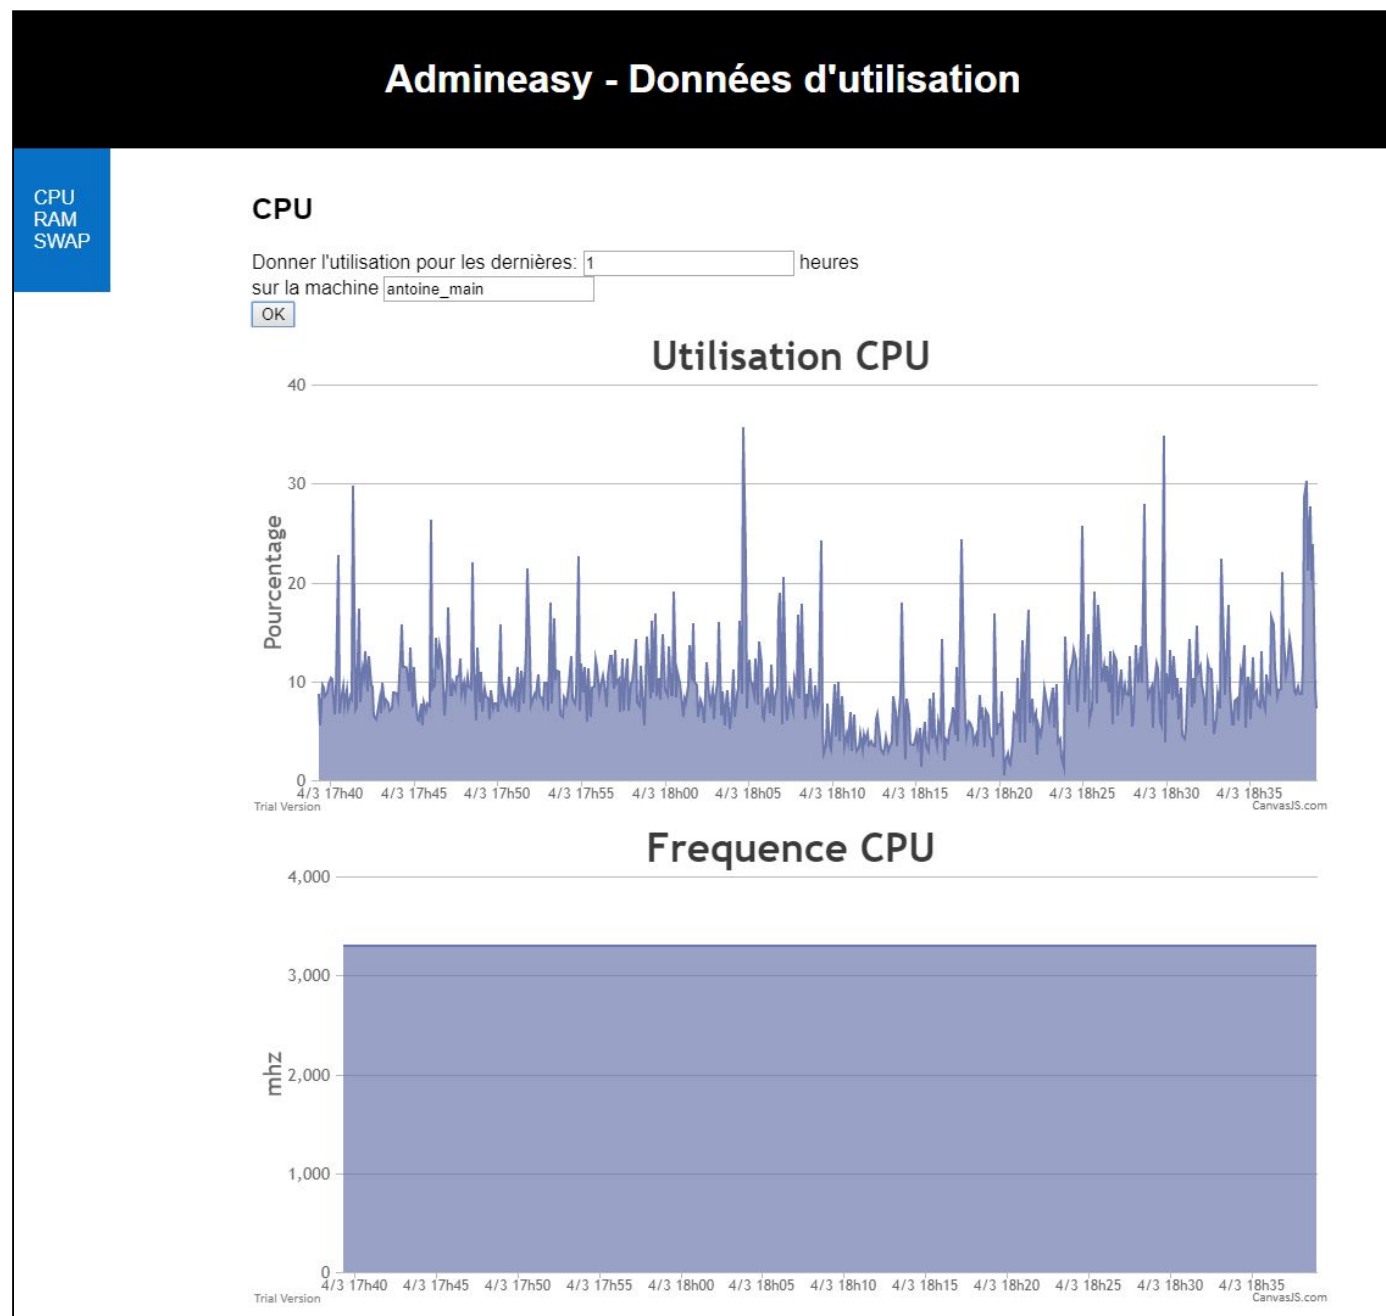 Admineasy - Données d'utilisation
CPU
RAM
SWAP
CPU
Donner l'utilisation pour les dernières: 1 heures
sur la machine antoine_main
OK
Utilisation CPU
Pourcentage
40
30
20
10
0
4/3 17h40 4/3 17h45 4/3 17h50 4/3 17h55 4/3 18h00 4/3 18h05 4/3 18h10 4/3 18h15 4/3 18h20 4/3 18h25 4/3 18h30 4/3 18h35
Trial Version
CanvasJS.com
Frequence CPU
mhz
4,000
3,000
2,000
1,000
0
4/3 17h40 4/3 17h45 4/3 17h50 4/3 17h55 4/3 18h00 4/3 18h05 4/3 18h10 4/3 18h15 4/3 18h20 4/3 18h25 4/3 18h30 4/3 18h35
Trial Version
CanvasJS.com